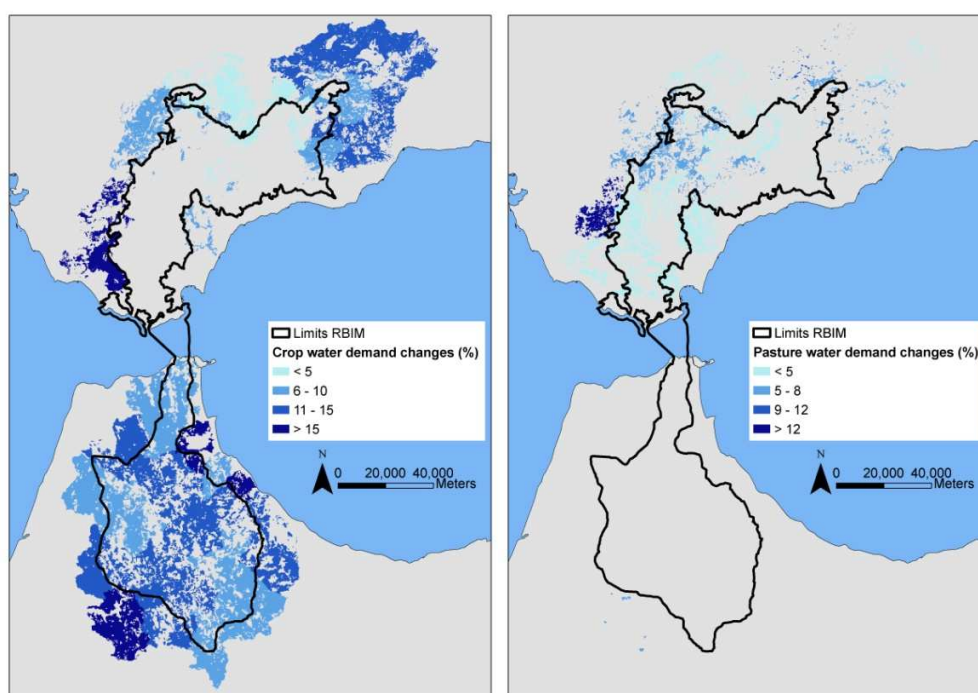 Limits RBIM
Crop water demand changes (%)
< 5
6 - 10
11 - 15
> 15
N
0 20,000 40,000
Meters
Limits RBIM
Pasture water demand changes (%)
< 5
5 - 8
9 - 12
> 12
N
0 20,000 40,000
Meters